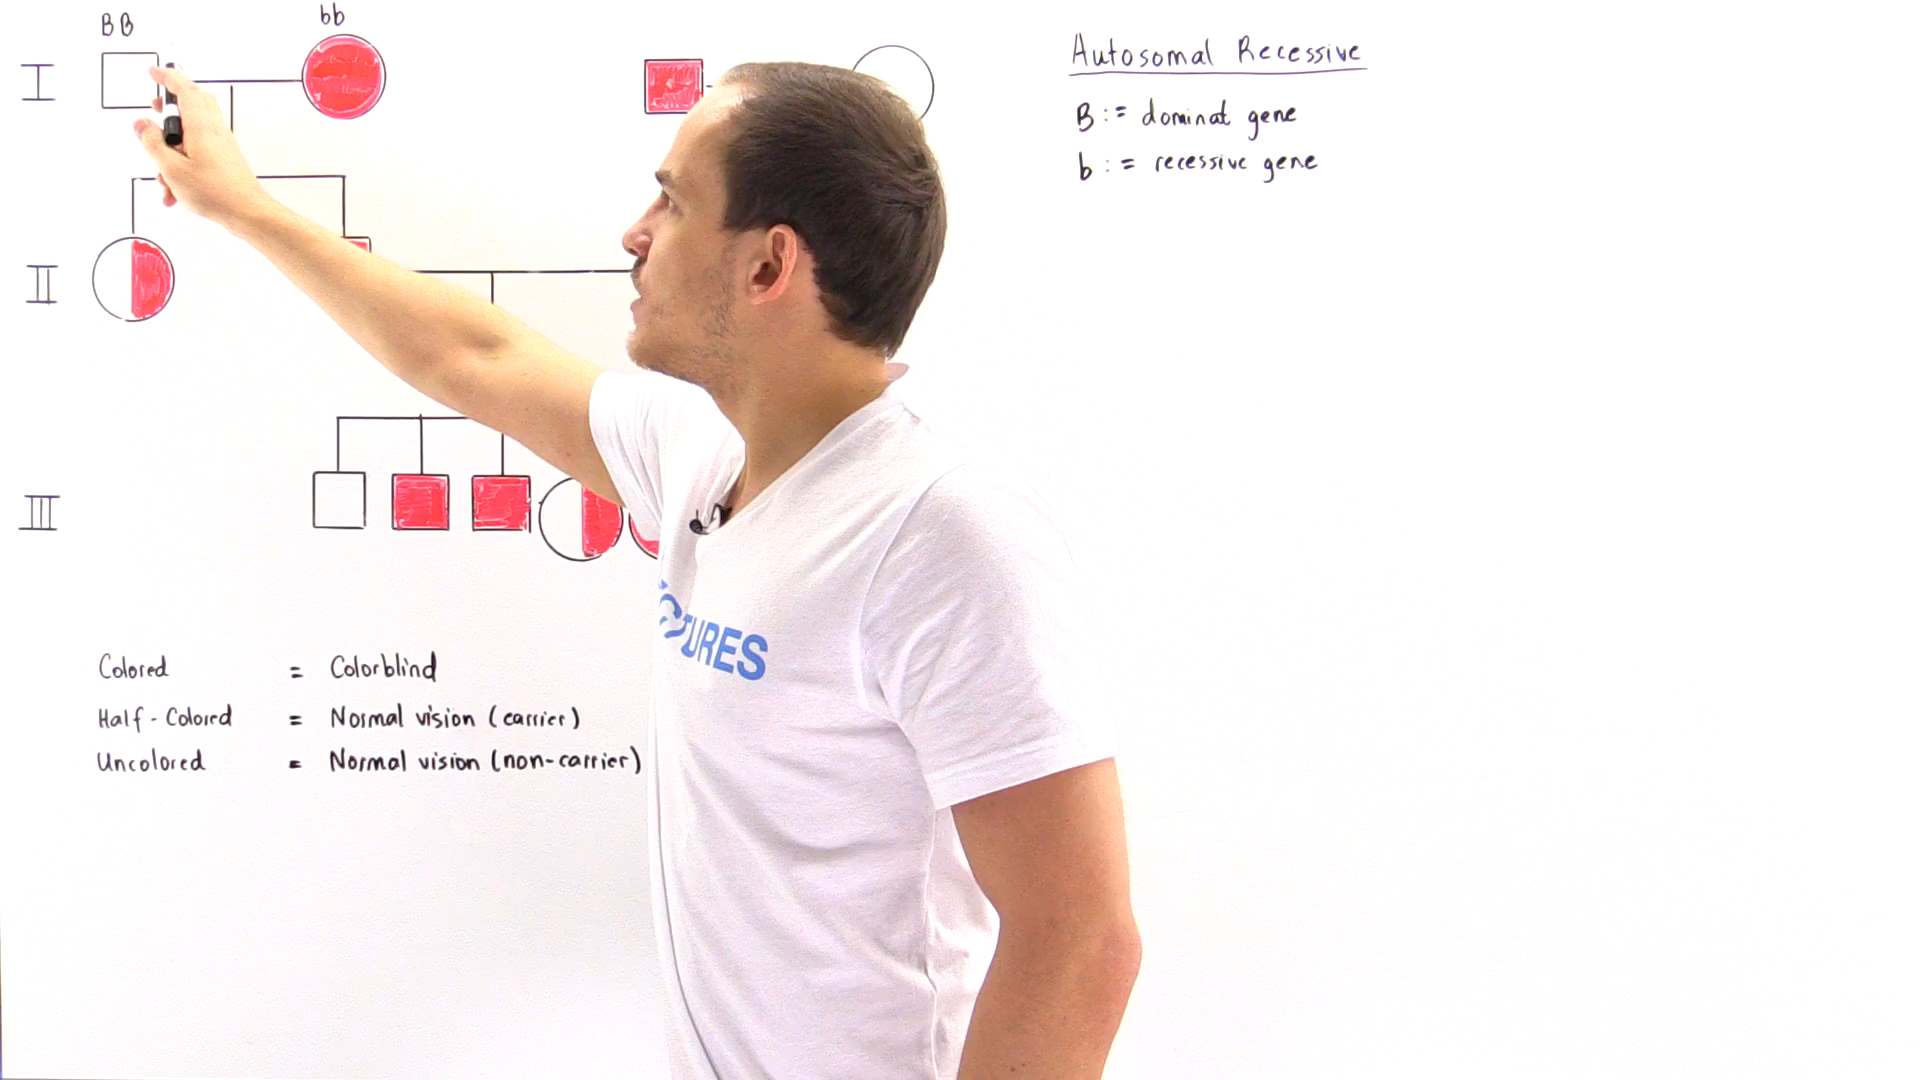 BB
bb
I
II
III
Autosomal Recessive
B := dominat gene
b := recessive gene
Colored = Colorblind
Half-Colored = Normal vision (carrier)
Uncolored = Normal vision (non-carrier)